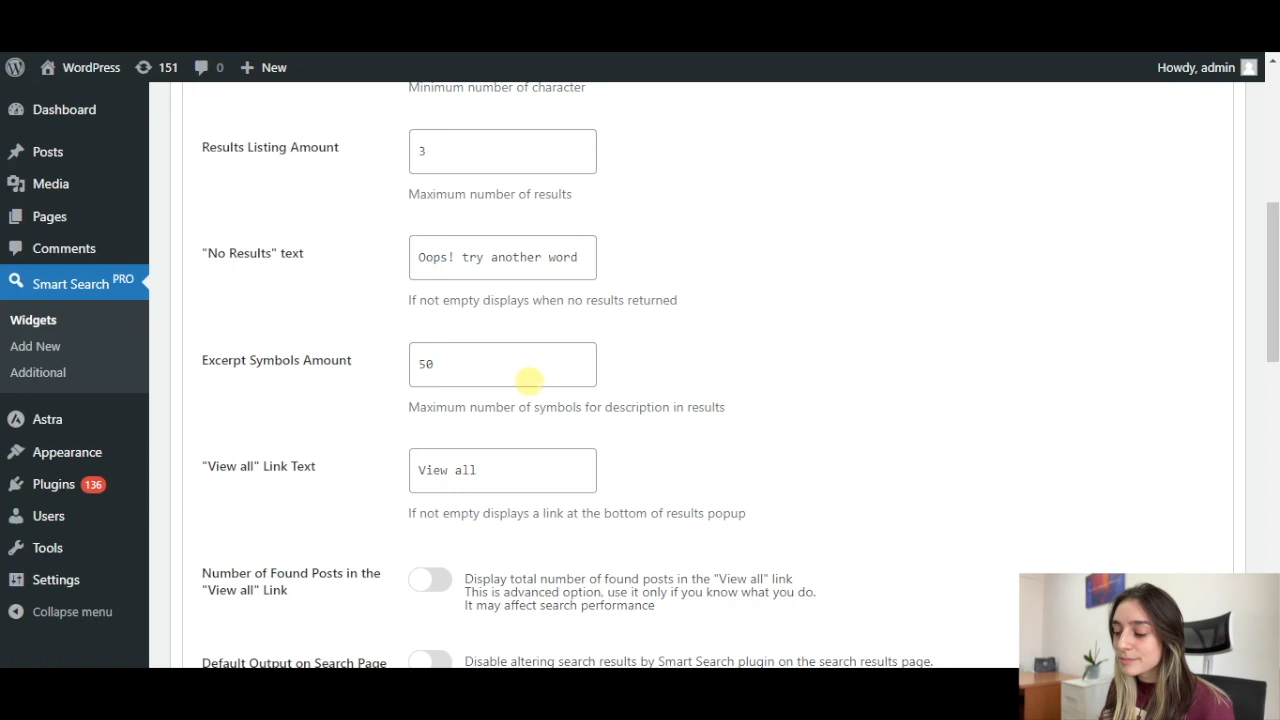 WordPress
151
0
New
Howdy, admin
Dashboard
Posts
Media
Pages
Comments
Smart Search PRO
Widgets
Add New
Additional
Astra
Appearance
Plugins 136
Users
Tools
Settings
Collapse menu
Minimum number of character
Results Listing Amount
3
Maximum number of results
"No Results" text
Oops! try another word
If not empty displays when no results returned
Excerpt Symbols Amount
50
Maximum number of symbols for description in results
"View all" Link Text
View all
If not empty displays a link at the bottom of results popup
Number of Found Posts in the
"View all" Link
Display total number of found posts in the "View all" link
This is advanced option, use it only if you know what you do.
It may affect search performance
Default Output on Search Page
Disable altering search results by Smart Search plugin on the search results page.